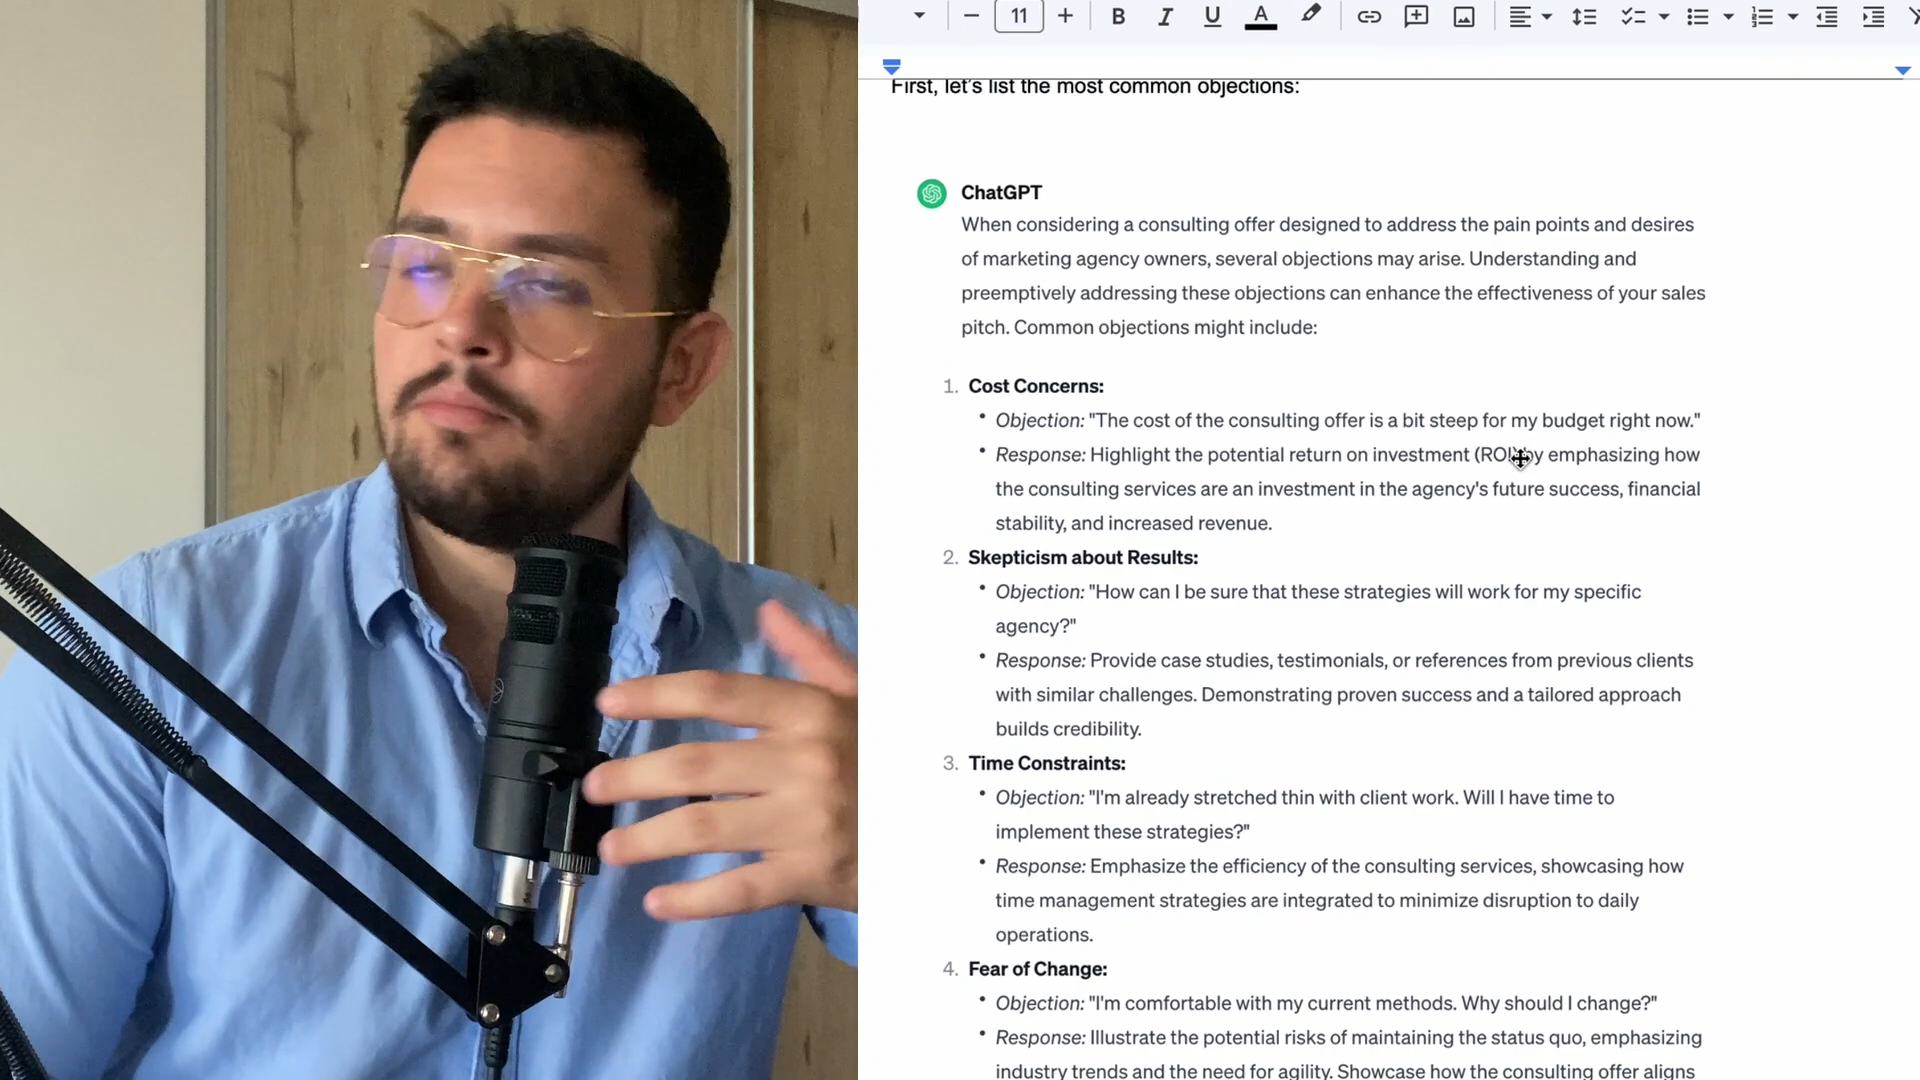 11
B I U A
First, let's list the most common objections:
ChatGPT
When considering a consulting offer designed to address the pain points and desires
of marketing agency owners, several objections may arise. Understanding and
preemptively addressing these objections can enhance the effectiveness of your sales
pitch. Common objections might include:
1. Cost Concerns:
• Objection: "The cost of the consulting offer is a bit steep for my budget right now."
• Response: Highlight the potential return on investment (ROI) by emphasizing how
the consulting services are an investment in the agency's future success, financial
stability, and increased revenue.
2. Skepticism about Results:
• Objection: "How can I be sure that these strategies will work for my specific
agency?"
• Response: Provide case studies, testimonials, or references from previous clients
with similar challenges. Demonstrating proven success and a tailored approach
builds credibility.
3. Time Constraints:
• Objection: "I'm already stretched thin with client work. Will I have time to
implement these strategies?"
• Response: Emphasize the efficiency of the consulting services, showcasing how
time management strategies are integrated to minimize disruption to daily
operations.
4. Fear of Change:
• Objection: "I'm comfortable with my current methods. Why should I change?"
• Response: Illustrate the potential risks of maintaining the status quo, emphasizing
industry trends and the need for agility. Showcase how the consulting offer aligns